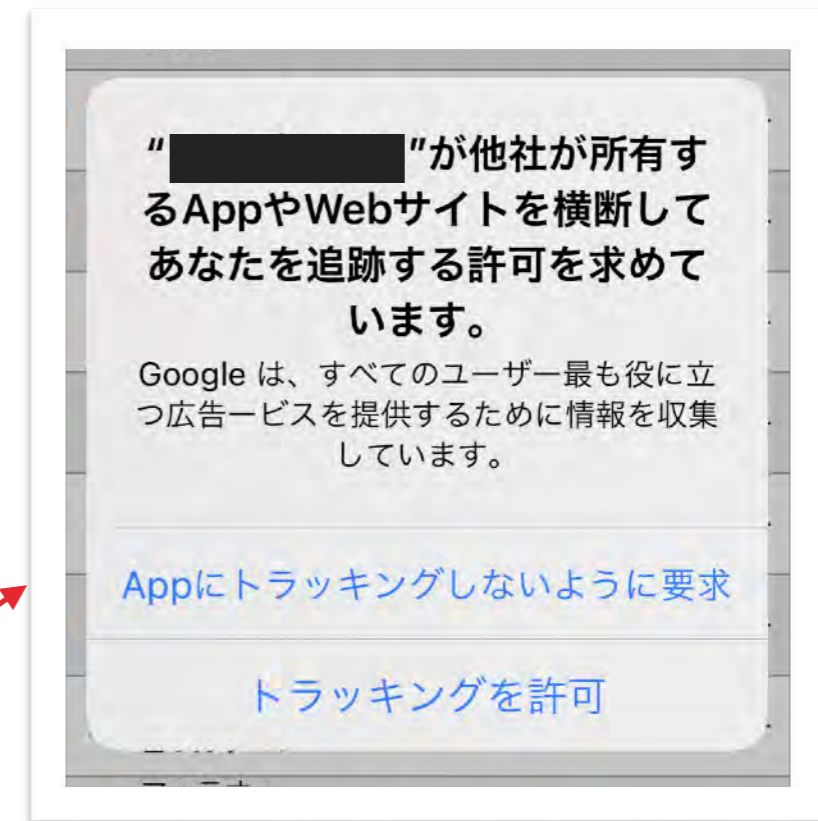 “ ”が他社が所有す
るAppやWebサイトを横断して
あなたを追跡する許可を求めて
います。
Google は、すべてのユーザー最も役に立
つ広告ービスを提供するために情報を収集
しています。
Appにトラッキングしないように要求
トラッキングを許可